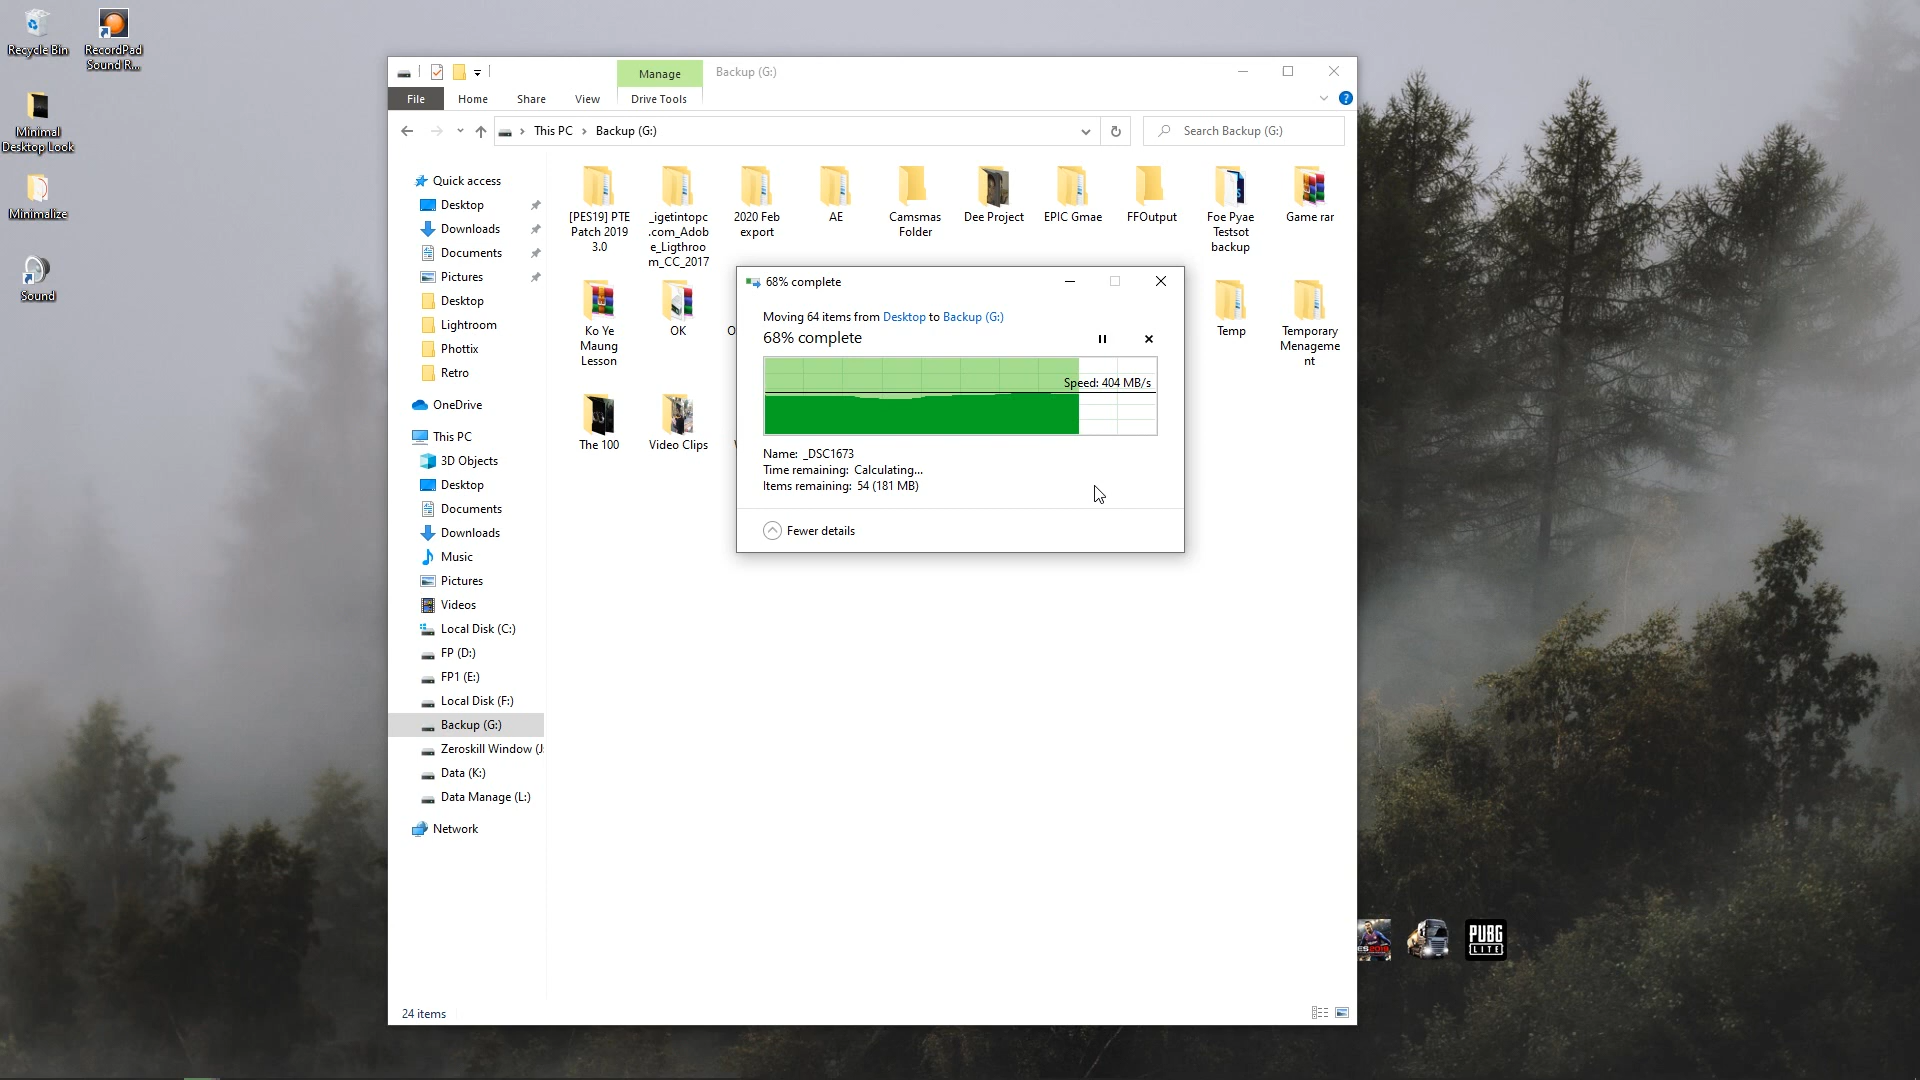 Recycle Bin
RecordPad
Sound R...
Minimal
Desktop Look
Minimalize
Sound
Manage
Backup (G:)
File
Home
Share
View
Drive Tools
?
This PC
Backup (G:)
Search Backup (G:)
Quick access
Desktop
Downloads
Documents
Pictures
Desktop
Lightroom
Phottix
Retro
OneDrive
This PC
3D Objects
Desktop
Documents
Downloads
Music
Pictures
Videos
Local Disk (C:)
FP (D:)
FP1 (E:)
Local Disk (F:)
Backup (G:)
Zeroskill Window (J:
Data (K:)
Data Manage (L:)
Network
[PES19] PTE
Patch 2019
3.0
_igetintopc
.com_Adob
e_Ligthroo
m_CC_2017
2020 Feb
export
AE
Camsmas
Folder
Dee Project
EPIC Gmae
FFOutput
Foe Pyae
Testsot
backup
Game rar
Ko Ye
Maung
Lesson
OK
Temp
Temporary
Menageme
nt
The 100
Video Clips
68% complete
Moving 64 items from Desktop to Backup (G:)
68% complete
Speed: 404 MB/s
Name: _DSC1673
Time remaining: Calculating...
Items remaining: 54 (181 MB)
Fewer details
PUBG
LITE
24 items